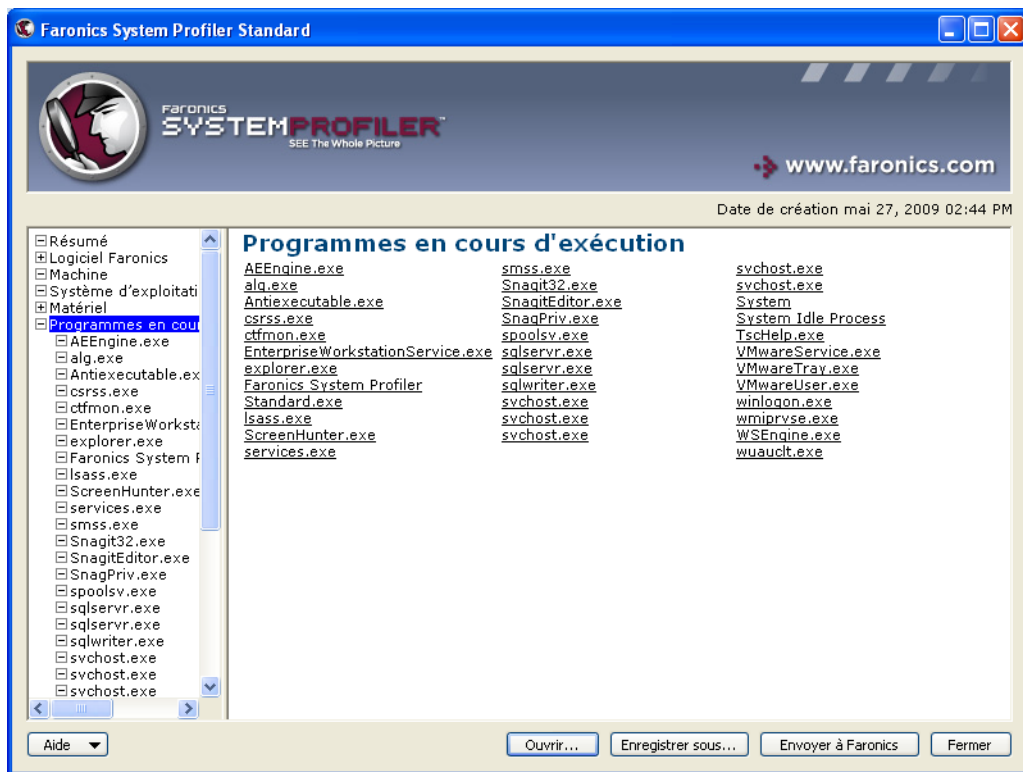 Faronics System Profiler Standard
Faronics
SYSTEMPROFILER™
SEE The Whole Picture
www.faronics.com
Date de création mai 27, 2009 02:44 PM
Résumé
Logiciel Faronics
Machine
Système d'exploitati
Matériel
Programmes en cour
AEEngine.exe
alg.exe
Antiexecutable.ex
csrss.exe
ctfmon.exe
EnterpriseWorksta
explorer.exe
Faronics System P
lsass.exe
ScreenHunter.exe
services.exe
smss.exe
Snagit32.exe
SnagitEditor.exe
SnagPriv.exe
spoolsv.exe
sqlservr.exe
sqlservr.exe
sqlwriter.exe
svchost.exe
svchost.exe
svchost.exe
Programmes en cours d'exécution
AEEngine.exe
alg.exe
Antiexecutable.exe
csrss.exe
ctfmon.exe
EnterpriseWorkstationService.exe
explorer.exe
Faronics System Profiler
Standard.exe
lsass.exe
ScreenHunter.exe
services.exe
smss.exe
Snagit32.exe
SnagitEditor.exe
SnagPriv.exe
spoolsv.exe
sqlservr.exe
sqlservr.exe
sqlwriter.exe
svchost.exe
svchost.exe
svchost.exe
svchost.exe
svchost.exe
System
System Idle Process
TscHelp.exe
VMwareService.exe
VMwareTray.exe
VMwareUser.exe
winlogon.exe
wmiprvse.exe
WSEngine.exe
wuauclt.exe
Aide
Ouvrir...
Enregistrer sous...
Envoyer à Faronics
Fermer